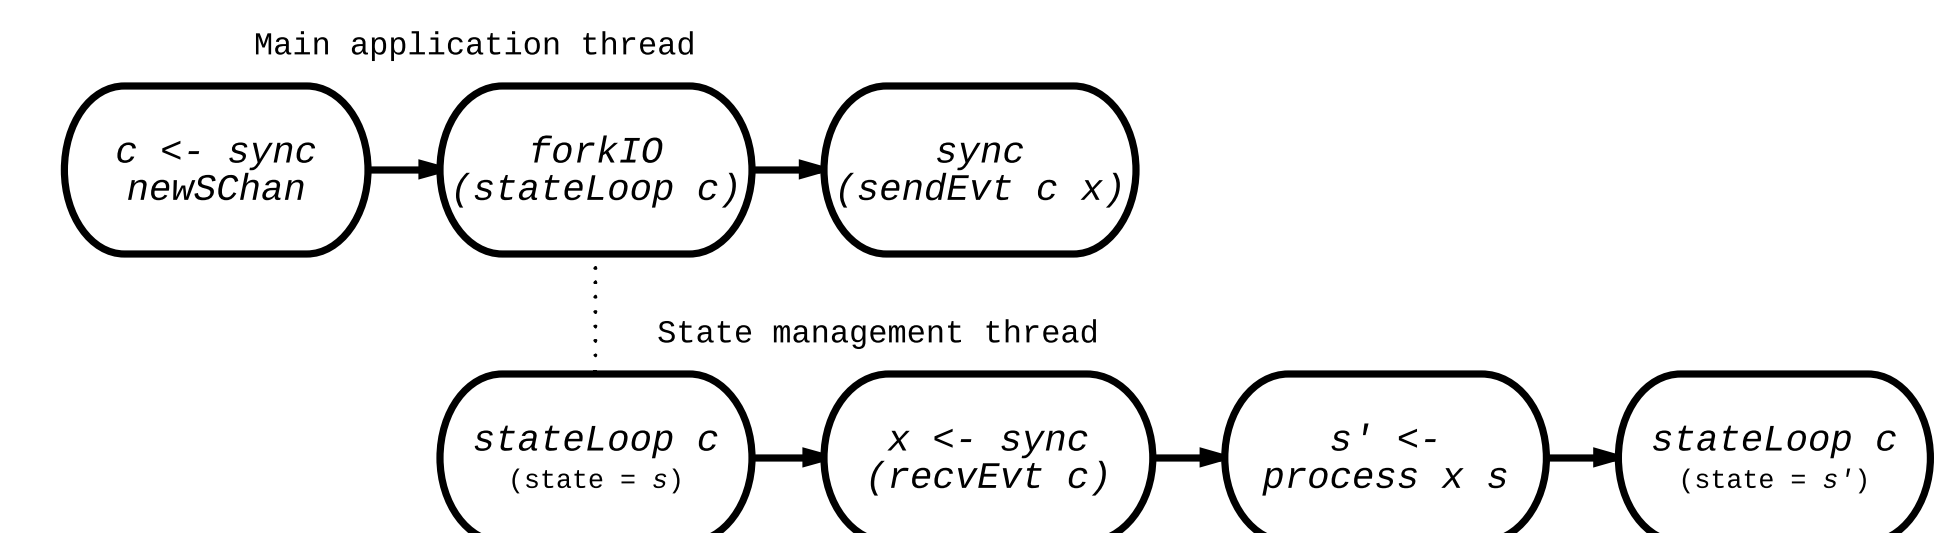 Main application thread
c <- sync
newSChan
forkIO
(stateLoop c)
sync
(sendEvt c x)
State management thread
stateLoop c
(state = s)
x <- sync
(recvEvt c)
s' <-
process x s
stateLoop c
(state = s')